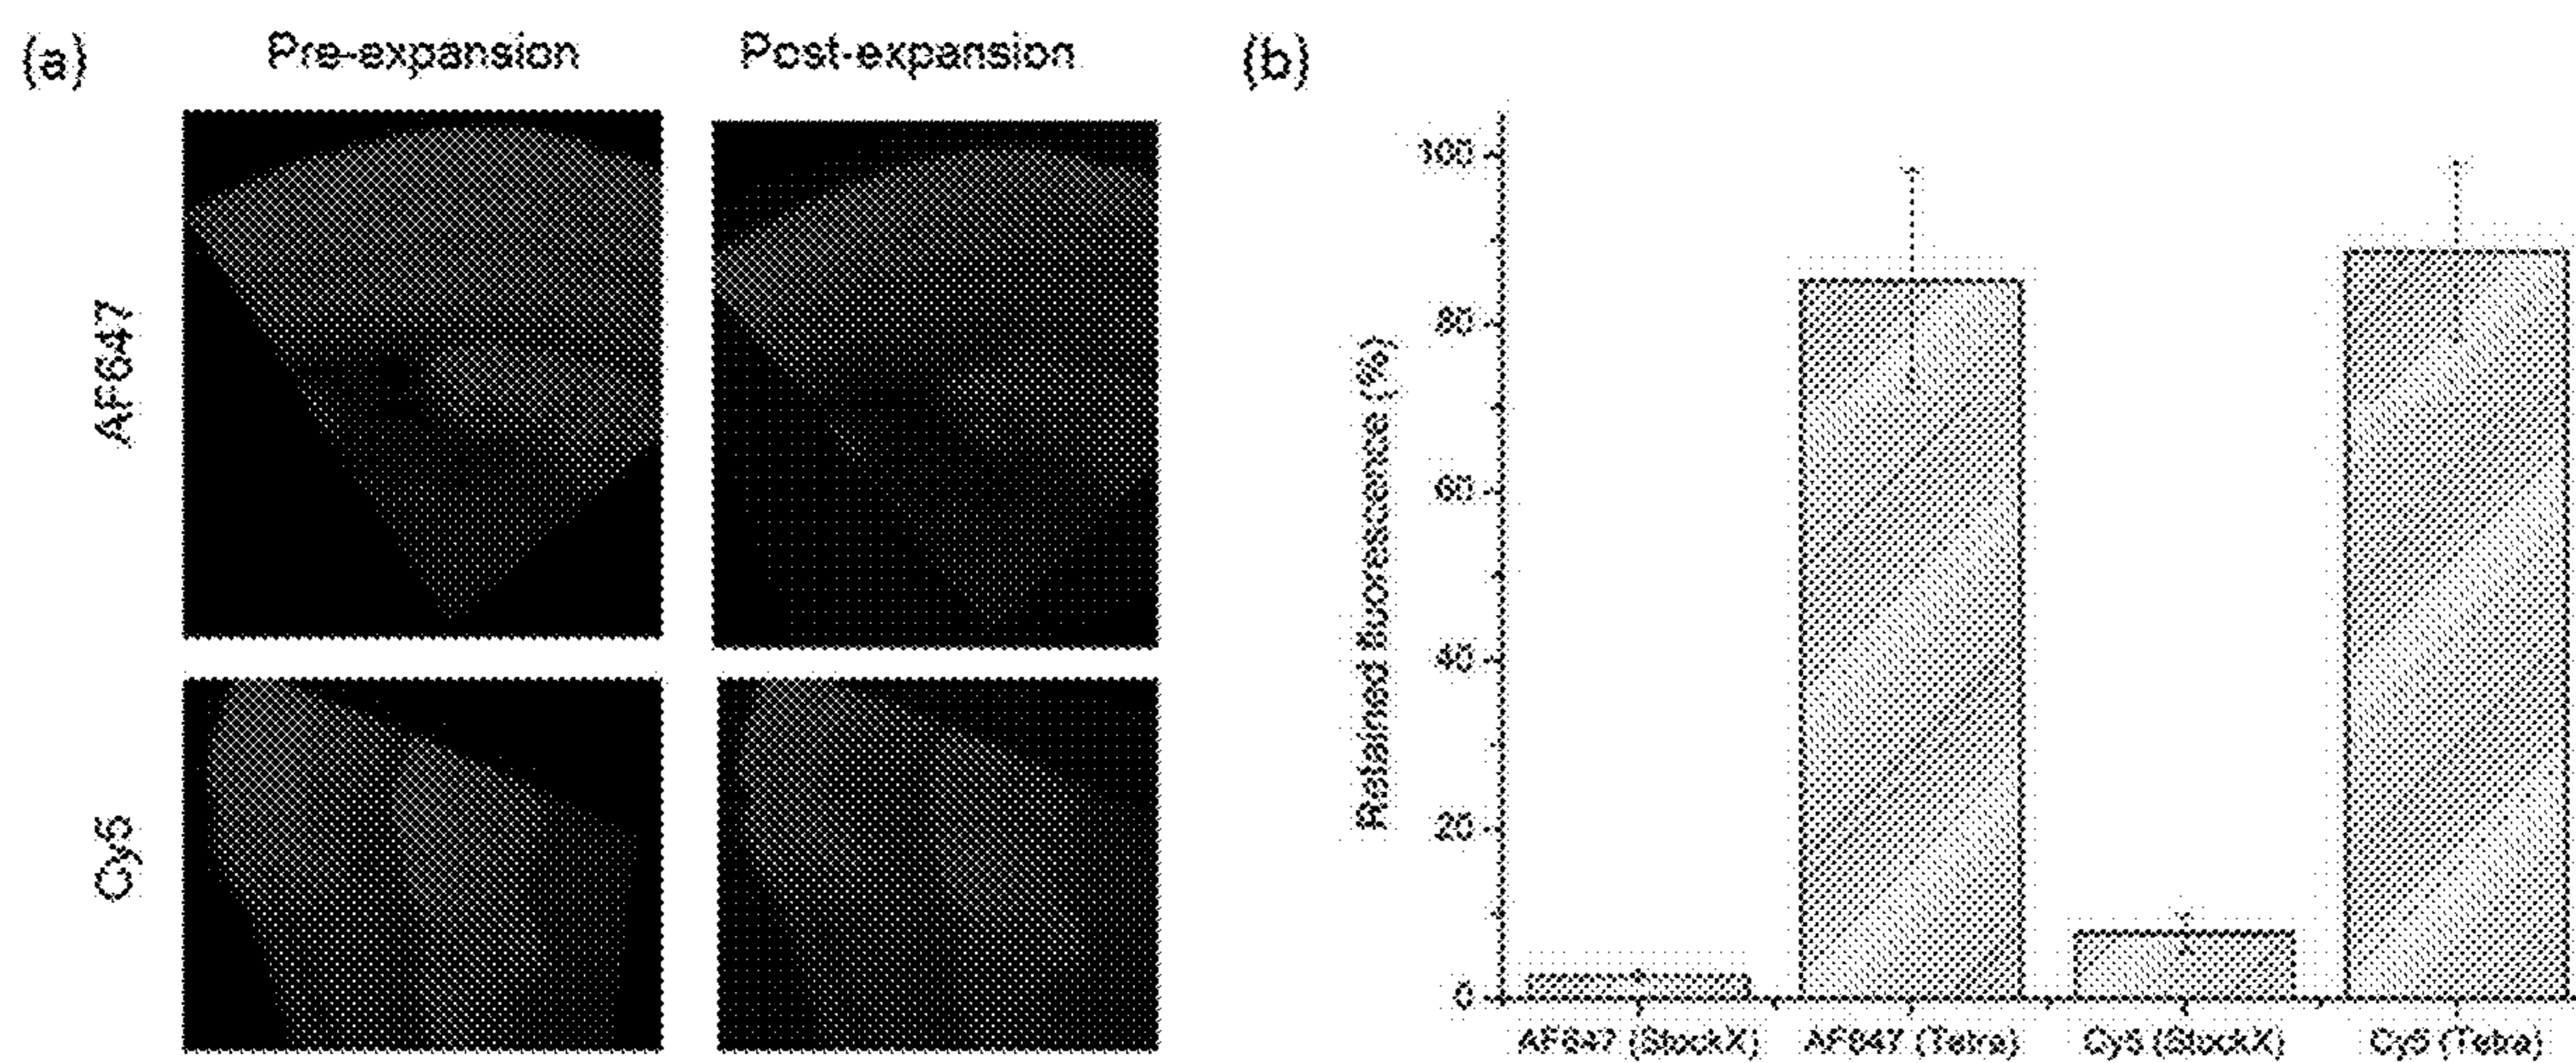 (a)
Pre-expansion
Post-expansion
AF647
Cy5
(b)
Retained fluorescence (%)
100
80
60
40
20
0
AF647 (StockX)
AF647 (Tetra)
Cy5 (StockX)
Cy5 (Tetra)